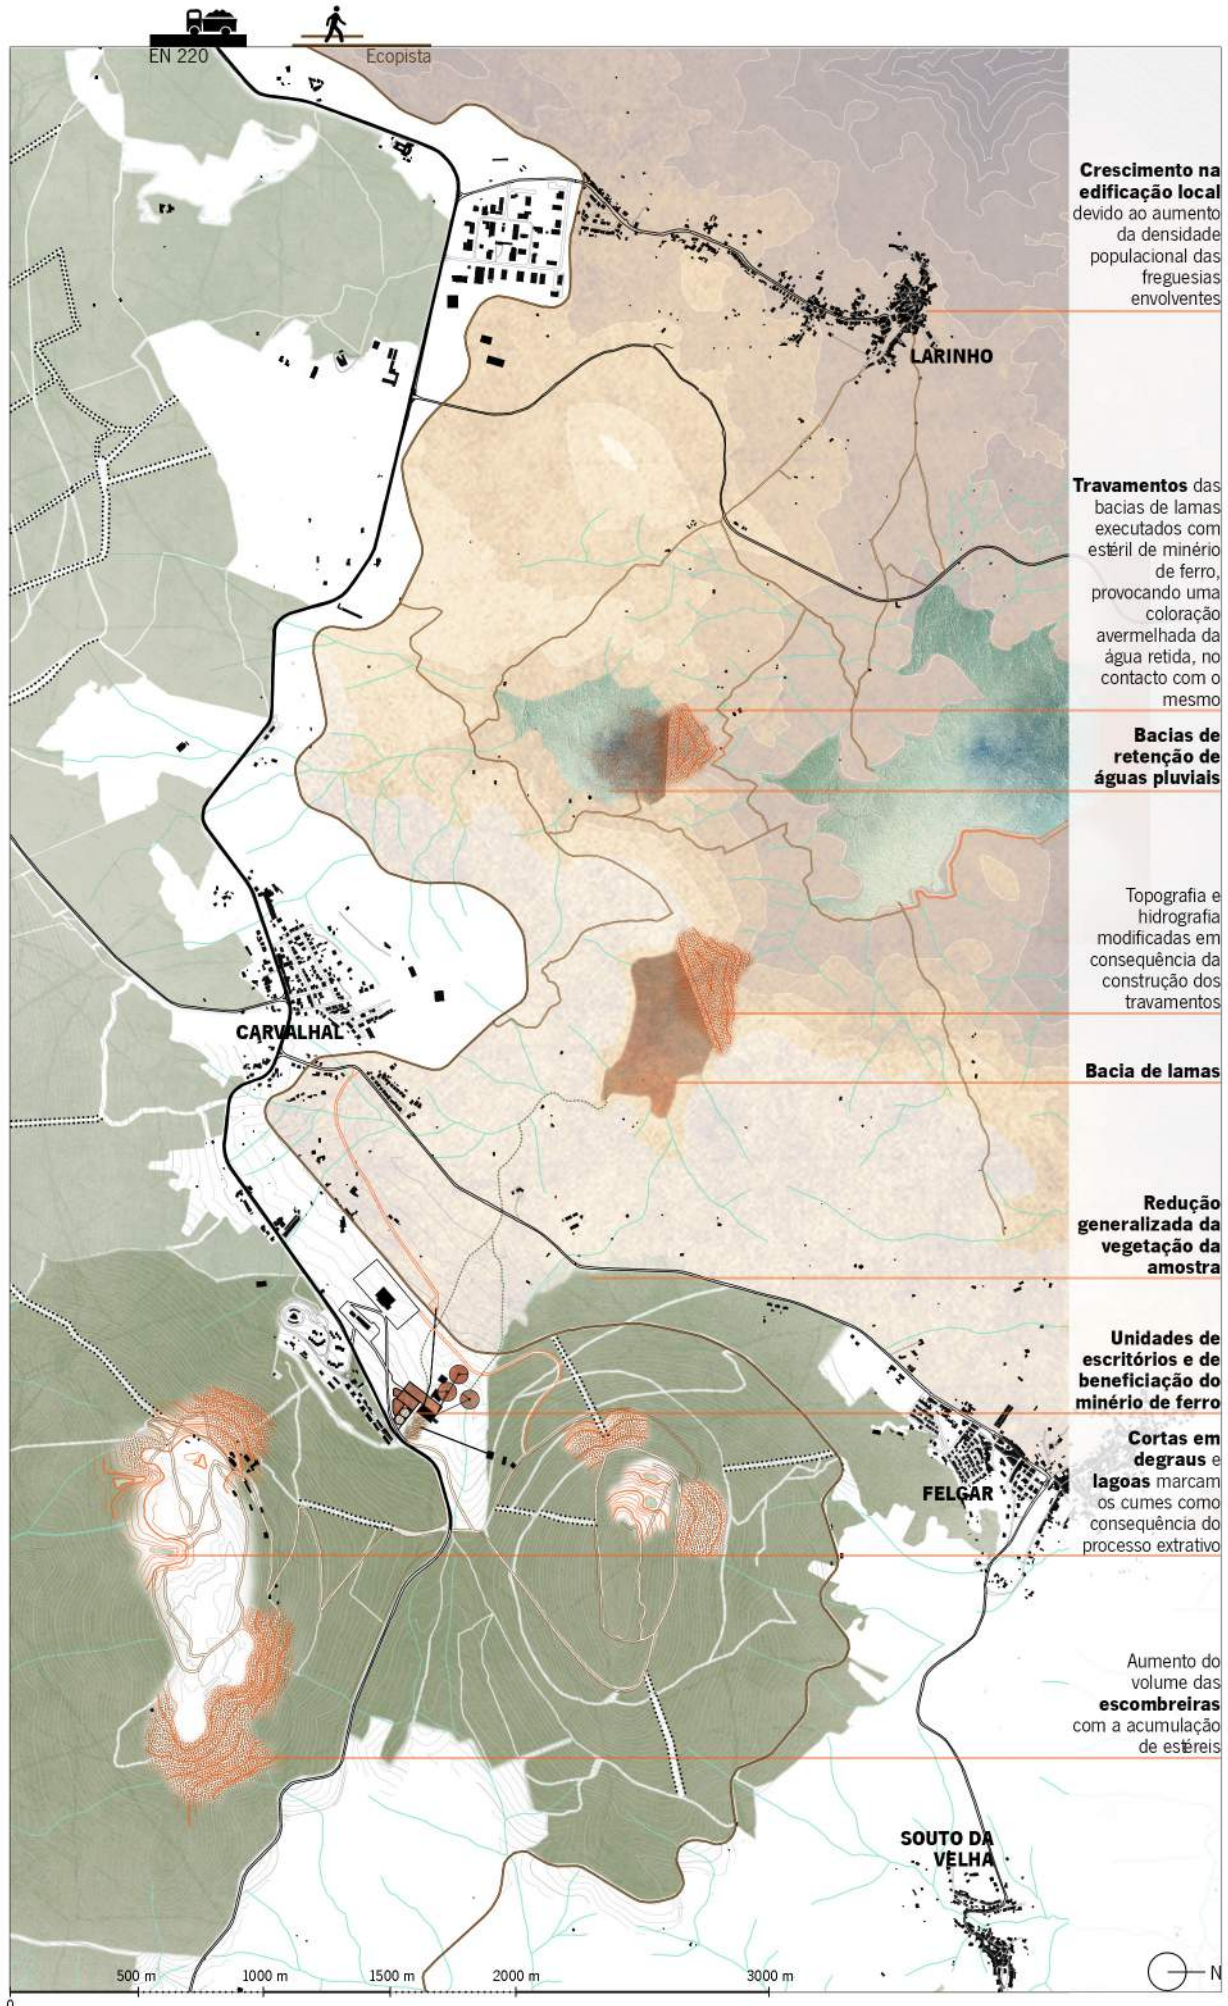 EN 220
Ecopista
Crescimento na
edificação local
devido ao aumento
da densidade
populacional das
freguesias
envolventes
LARINHO
Travamentos das
bacias de lamas
executados com
estéril de minério
de ferro,
provocando uma
coloração
avermelhada da
água retida, no
contacto com o
mesmo
Bacias de
retenção de
águas pluviais
Topografia e
hidrografia
modificadas em
consequência da
construção dos
travamentos
CARVALHAL
Bacia de lamas
Redução
generalizada da
vegetação da
amostra
Unidades de
escritórios e de
beneficiação do
minério de ferro
Cortas em
degraus e
lagoas marcam
os cumes como
consequência do
processo extrativo
FELGAR
Aumento do
volume das
escombreiras
com a acumulação
de estéreis
SOUTO DA
VELHA
500 m
1000 m
1500 m
2000 m
3000 m
N
0